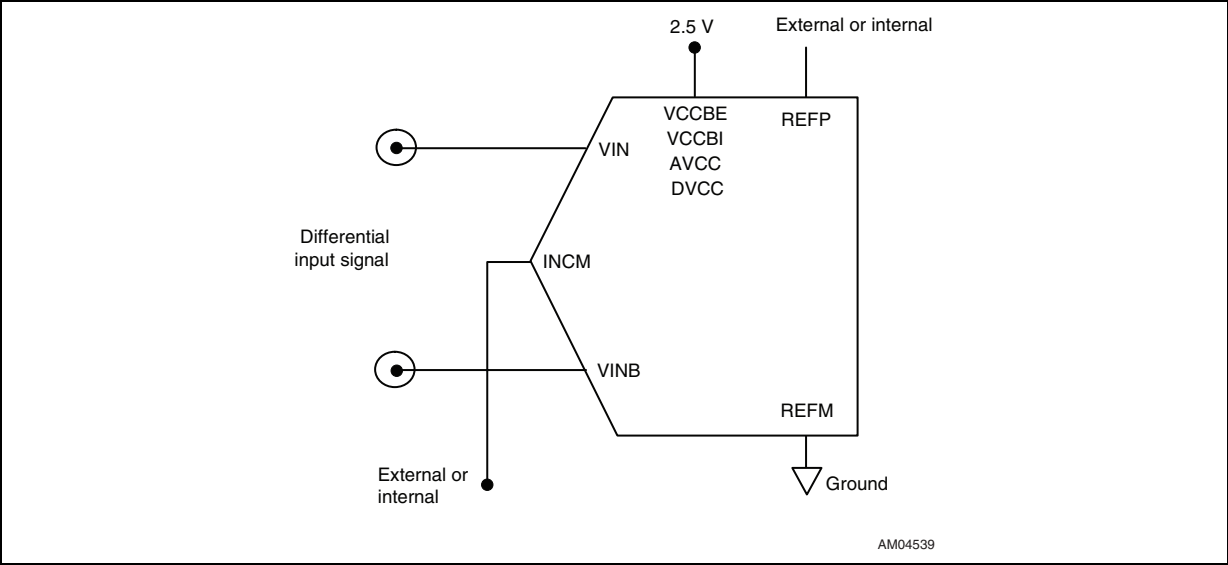 2.5 V
External or internal
VCCBE
VCCBI
AVCC
DVCC
REFP
VIN
Differential
input signal
INCM
VINB
REFM
External or
internal
Ground
AM04539